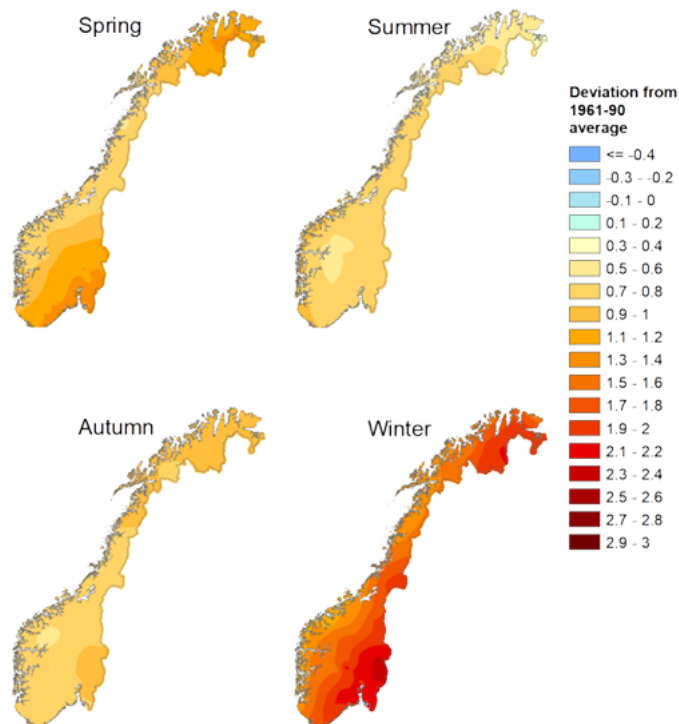 Spring
Summer
Deviation from
1961-90
average
<= -0.4
-0.3 - -0.2
-0.1 - 0
0.1 - 0.2
0.3 - 0.4
0.5 - 0.6
0.7 - 0.8
0.9 - 1
1.1 - 1.2
1.3 - 1.4
1.5 - 1.6
1.7 - 1.8
1.9 - 2
2.1 - 2.2
2.3 - 2.4
2.5 - 2.6
2.7 - 2.8
2.9 - 3
Autumn
Winter